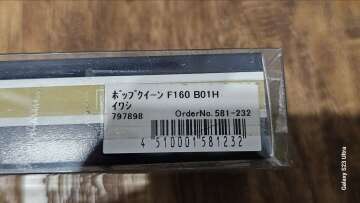 ﾎﾟｯﾌﾟｸｲｰﾝ F160 B01H
ｲﾜｼ
797898 OrderNo.581-232
4 510001 581232
Galaxy S23 Ultra